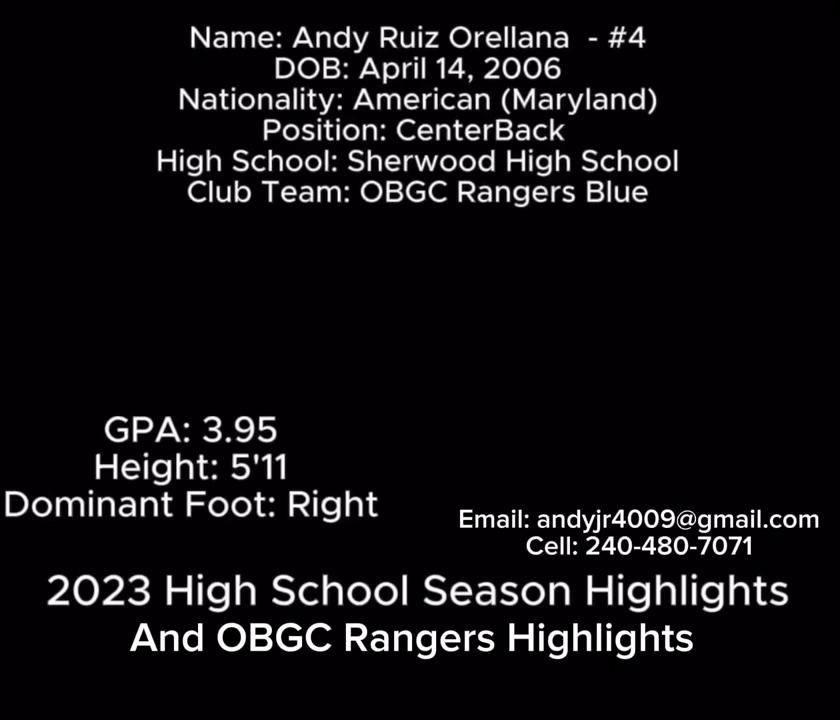 Name: Andy Ruiz Orellana - #4
DOB: April 14, 2006
Nationality: American (Maryland)
Position: CenterBack
High School: Sherwood High School
Club Team: OBGC Rangers Blue
GPA: 3.95
Height: 5'11
Dominant Foot: Right
Email: andyjr4009@gmail.com
Cell: 240-480-7071
2023 High School Season Highlights
And OBGC Rangers Highlights